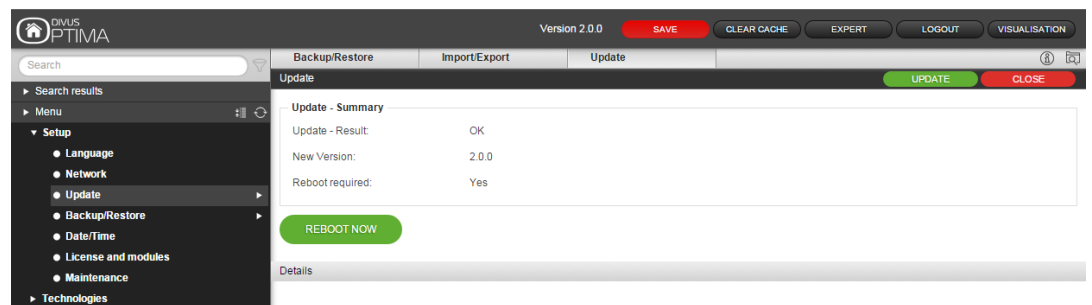 DIVUS
OPTIMA
Version 2.0.0
SAVE
CLEAR CACHE
EXPERT
LOGOUT
VISUALISATION
Search
Backup/Restore
Import/Export
Update
Update
UPDATE
CLOSE
Search results
Menu
Setup
Language
Network
Update
Backup/Restore
Date/Time
License and modules
Maintenance
Technologies
Update - Summary
Update - Result: OK
New Version: 2.0.0
Reboot required: Yes
REBOOT NOW
Details